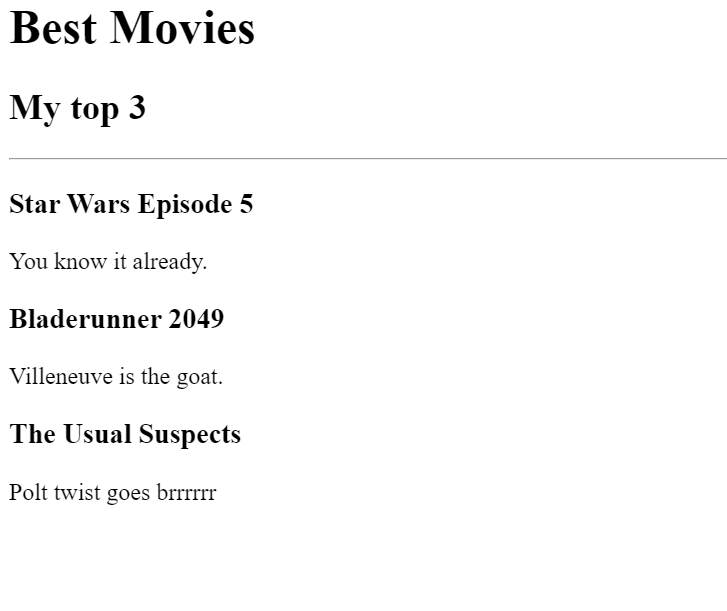 Best Movies
My top 3
Star Wars Episode 5
You know it already.
Bladerunner 2049
Villeneuve is the goat.
The Usual Suspects
Polt twist goes brrrrrr